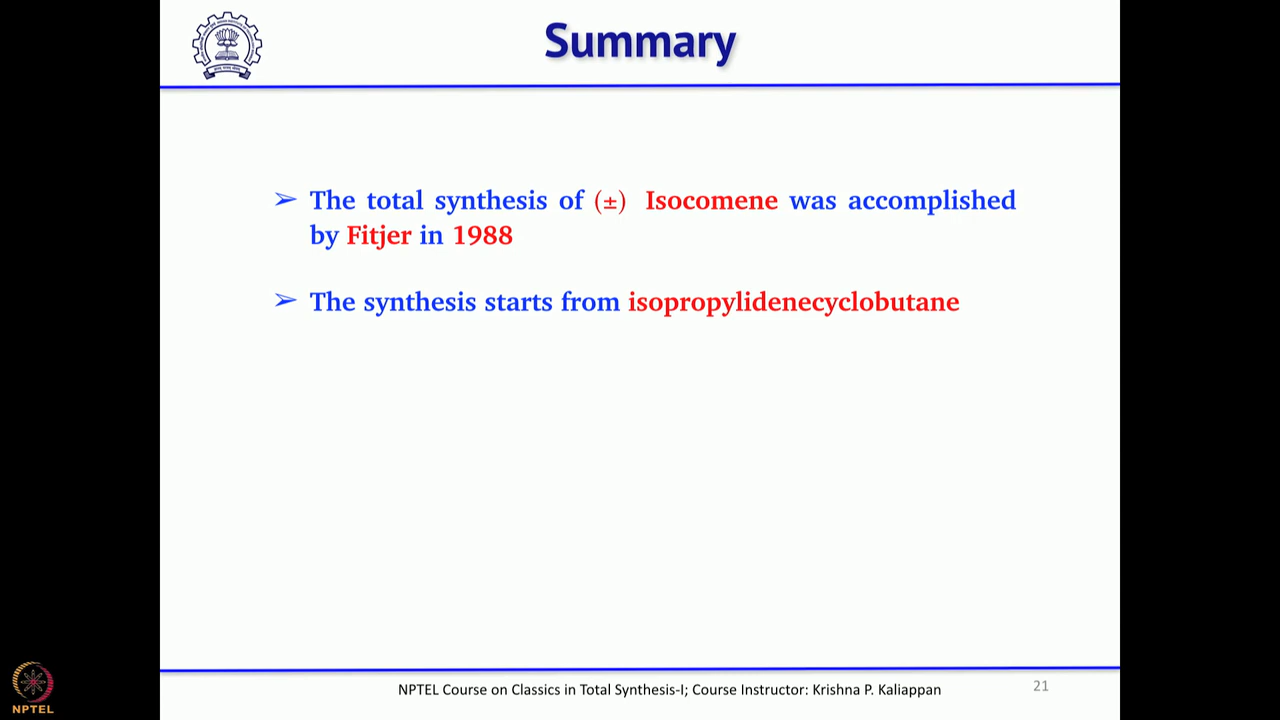 Summary
➢ The total synthesis of (±) Isocomene was accomplished
by Fitjer in 1988
➢ The synthesis starts from isopropylidenecyclobutane
NPTEL Course on Classics in Total Synthesis-I; Course Instructor: Krishna P. Kaliappan
21
NPTEL